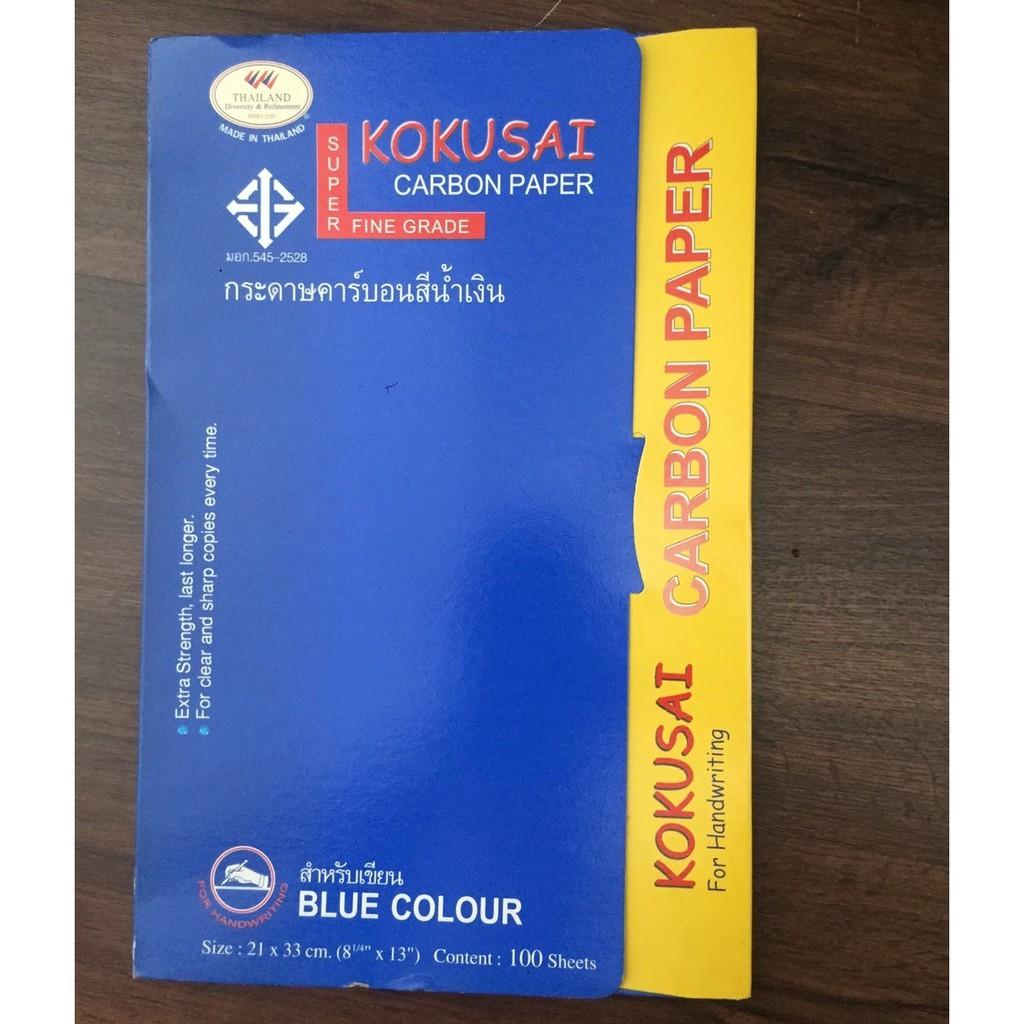 THAILAND
Diversity & Refinement
MADE IN THAILAND
SUPER
KOKUSAI
CARBON PAPER
FINE GRADE
มอก.545-2528
กระดาษคาร์บอนสีน้ำเงิน
Extra Strength, last longer.
For clear and sharp copies every time.
FOR HANDWRITING
สำหรับเขียน
BLUE COLOUR
Size : 21 x 33 cm. (8 1/4" x 13") Content : 100 Sheets
KOKUSAI CARBON PAPER
For Handwriting